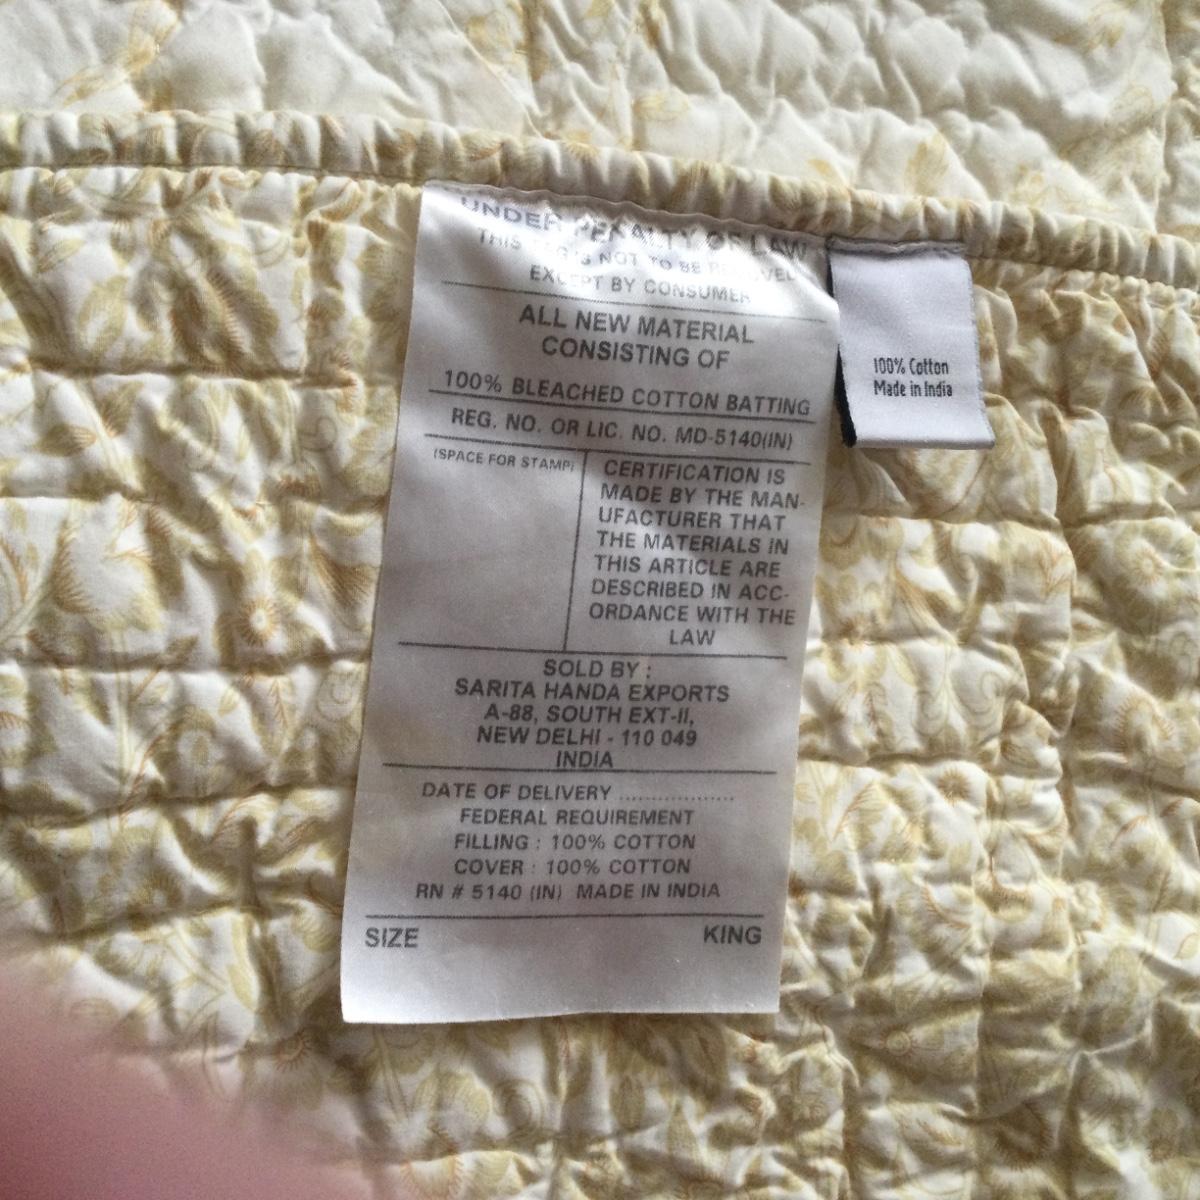 UNDER PENALTY OF LAW
THIS TAG IS NOT TO BE REMOVED
EXCEPT BY CONSUMER
ALL NEW MATERIAL
CONSISTING OF
100% BLEACHED COTTON BATTING
REG. NO. OR LIC. NO. MD-5140(IN)
(SPACE FOR STAMP)
CERTIFICATION IS
MADE BY THE MAN-
UFACTURER THAT
THE MATERIALS IN
THIS ARTICLE ARE
DESCRIBED IN ACC-
ORDANCE WITH THE
LAW
SOLD BY :
SARITA HANDA EXPORTS
A-88, SOUTH EXT-II,
NEW DELHI - 110 049
INDIA
DATE OF DELIVERY ..................
FEDERAL REQUIREMENT
FILLING : 100% COTTON
COVER : 100% COTTON
RN # 5140 (IN) MADE IN INDIA
SIZE KING
100% Cotton
Made in India